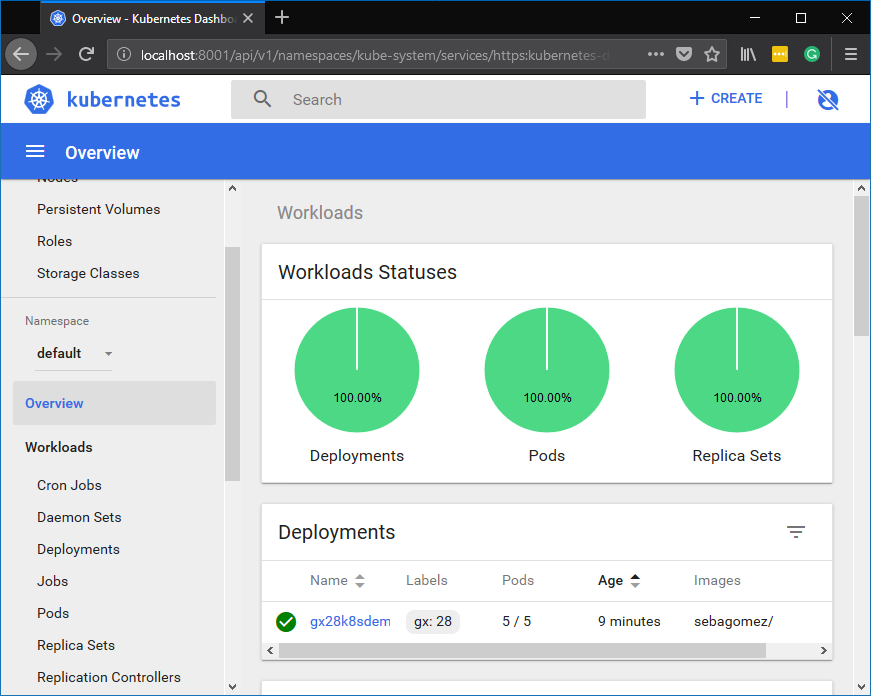 Overview - Kubernetes Dashbo
localhost:8001/api/v1/namespaces/kube-system/services/https:kubernetes-d
kubernetes
Search
+ CREATE
Overview
Nodes
Persistent Volumes
Roles
Storage Classes
Namespace
default
Overview
Workloads
Cron Jobs
Daemon Sets
Deployments
Jobs
Pods
Replica Sets
Replication Controllers
Workloads
Workloads Statuses
100.00% 100.00% 100.00%
Deployments Pods Replica Sets
Deployments
Name Labels Pods Age Images
gx28k8sdem gx: 28 5 / 5 9 minutes sebagomez/